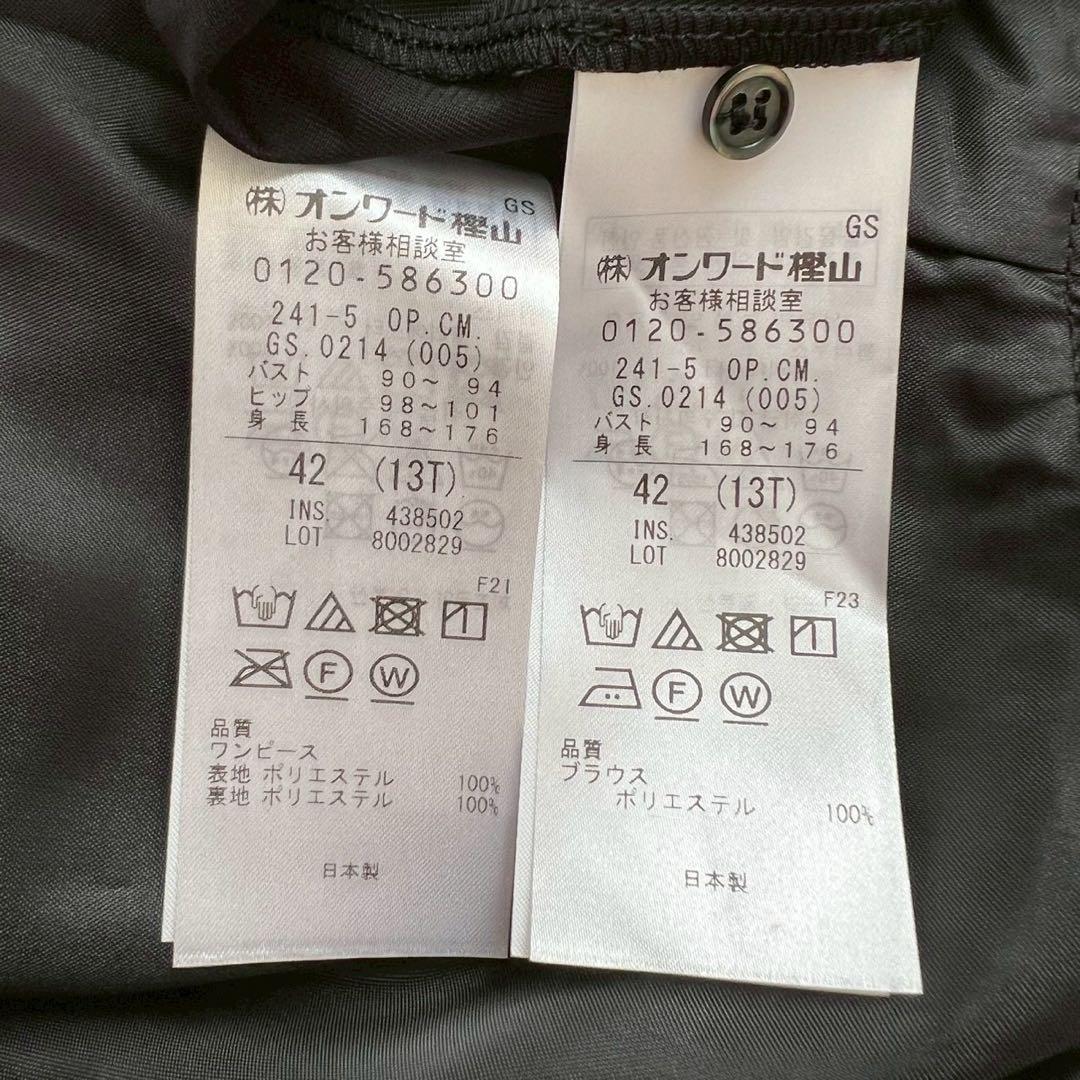 GS
(株)オンワード樫山
お客様相談室
0120-586300
241-5 OP.CM.
GS.0214 (005)
バスト 90～ 94
ヒップ 98～101
身長 168～176
42 (13T)
INS. 438502
LOT 8002829
F21
F
W
品質
ワンピース
表地 ポリエステル 100%
裏地 ポリエステル 100%
日本製
GS
(株)オンワード樫山
お客様相談室
0120-586300
241-5 OP.CM.
GS.0214 (005)
バスト 90～ 94
身長 168～176
42 (13T)
INS. 438502
LOT 8002829
F23
F
W
品質
ブラウス
ポリエステル 100%
日本製